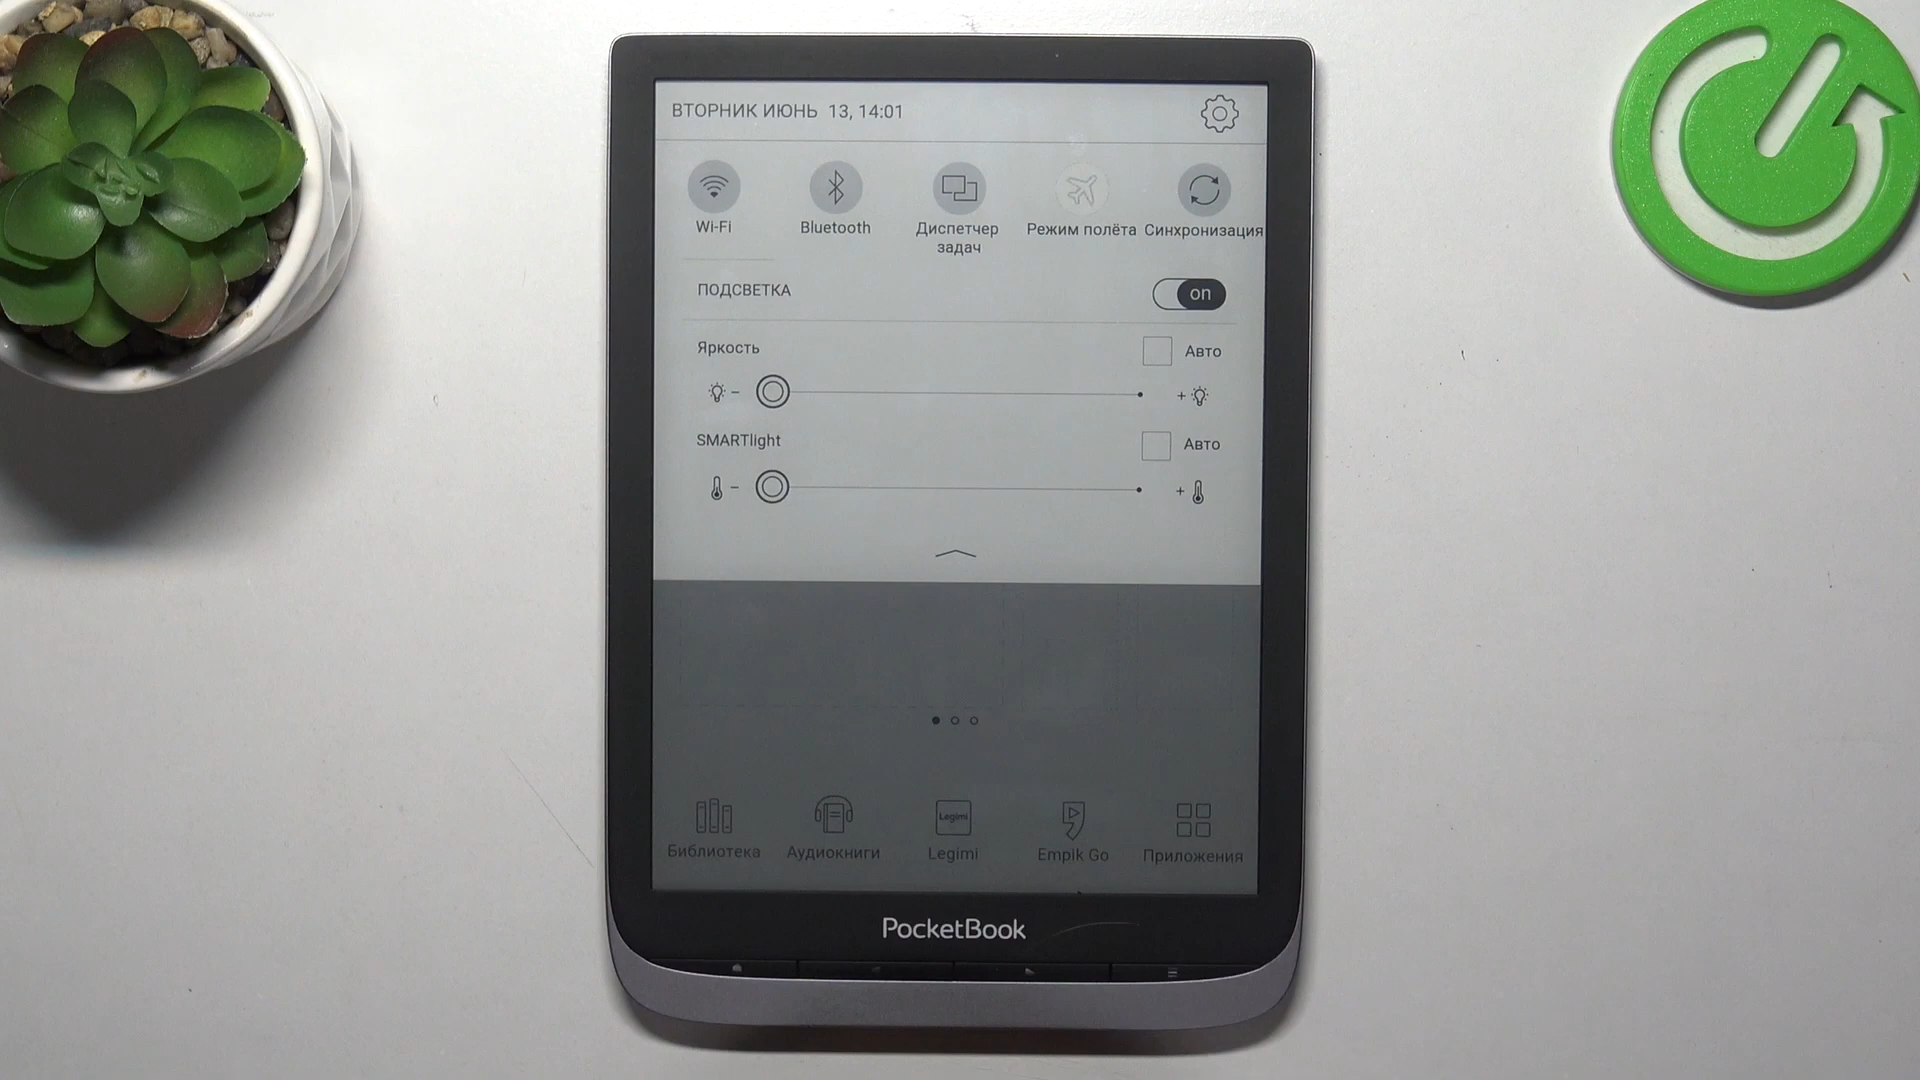 ВТОРНИК ИЮНЬ 13, 14:01
Wi-Fi
Bluetooth
Диспетчер
задач
Режим полёта
Синхронизация
ПОДСВЕТКА
on
Яркость
Авто
SMARTlight
Авто
Библиотека
Аудиокниги
Legimi
Legimi
Empik Go
Приложения
PocketBook